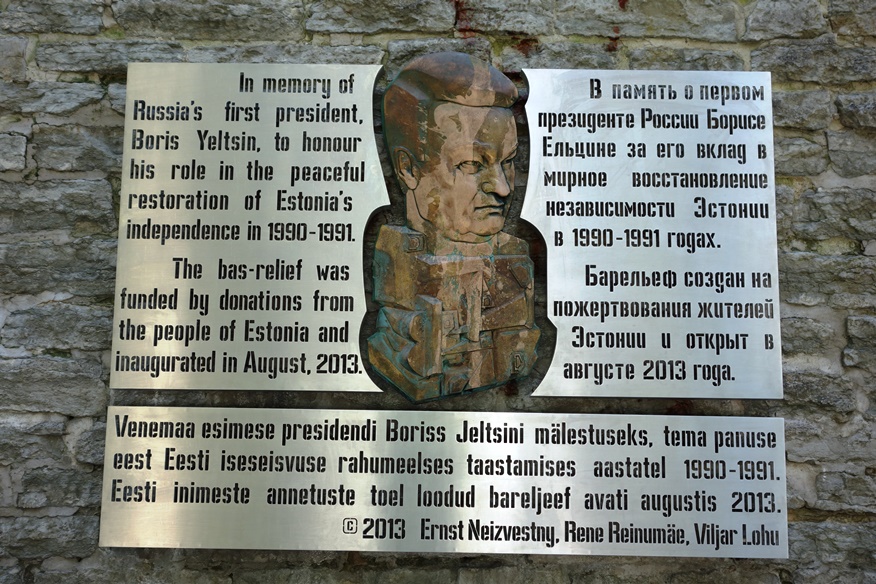 In memory of
Russia's first president,
Boris Yeltsin, to honour
his role in the peaceful
restoration of Estonia's
independence in 1990-1991.
The bas-relief was
funded by donations from
the people of Estonia and
inaugurated in August, 2013.
В память о первом
президенте России Борисе
Ельцине за его вклад в
мирное восстановление
независимости Эстонии
в 1990-1991 годах.
Барельеф создан на
пожертвования жителей
Эстонии и открыт в
августе 2013 года.
Venemaa esimese presidendi Boriss Jeltsini mälestuseks, tema panuse
eest Eesti iseseisvuse rahumeelses taastamises aastatel 1990-1991.
Eesti inimeste annetuste toel loodud bareljeef avati augustis 2013.
©2013 Ernst Neizvestny, Rene Reinumäe, Viljar Lohu